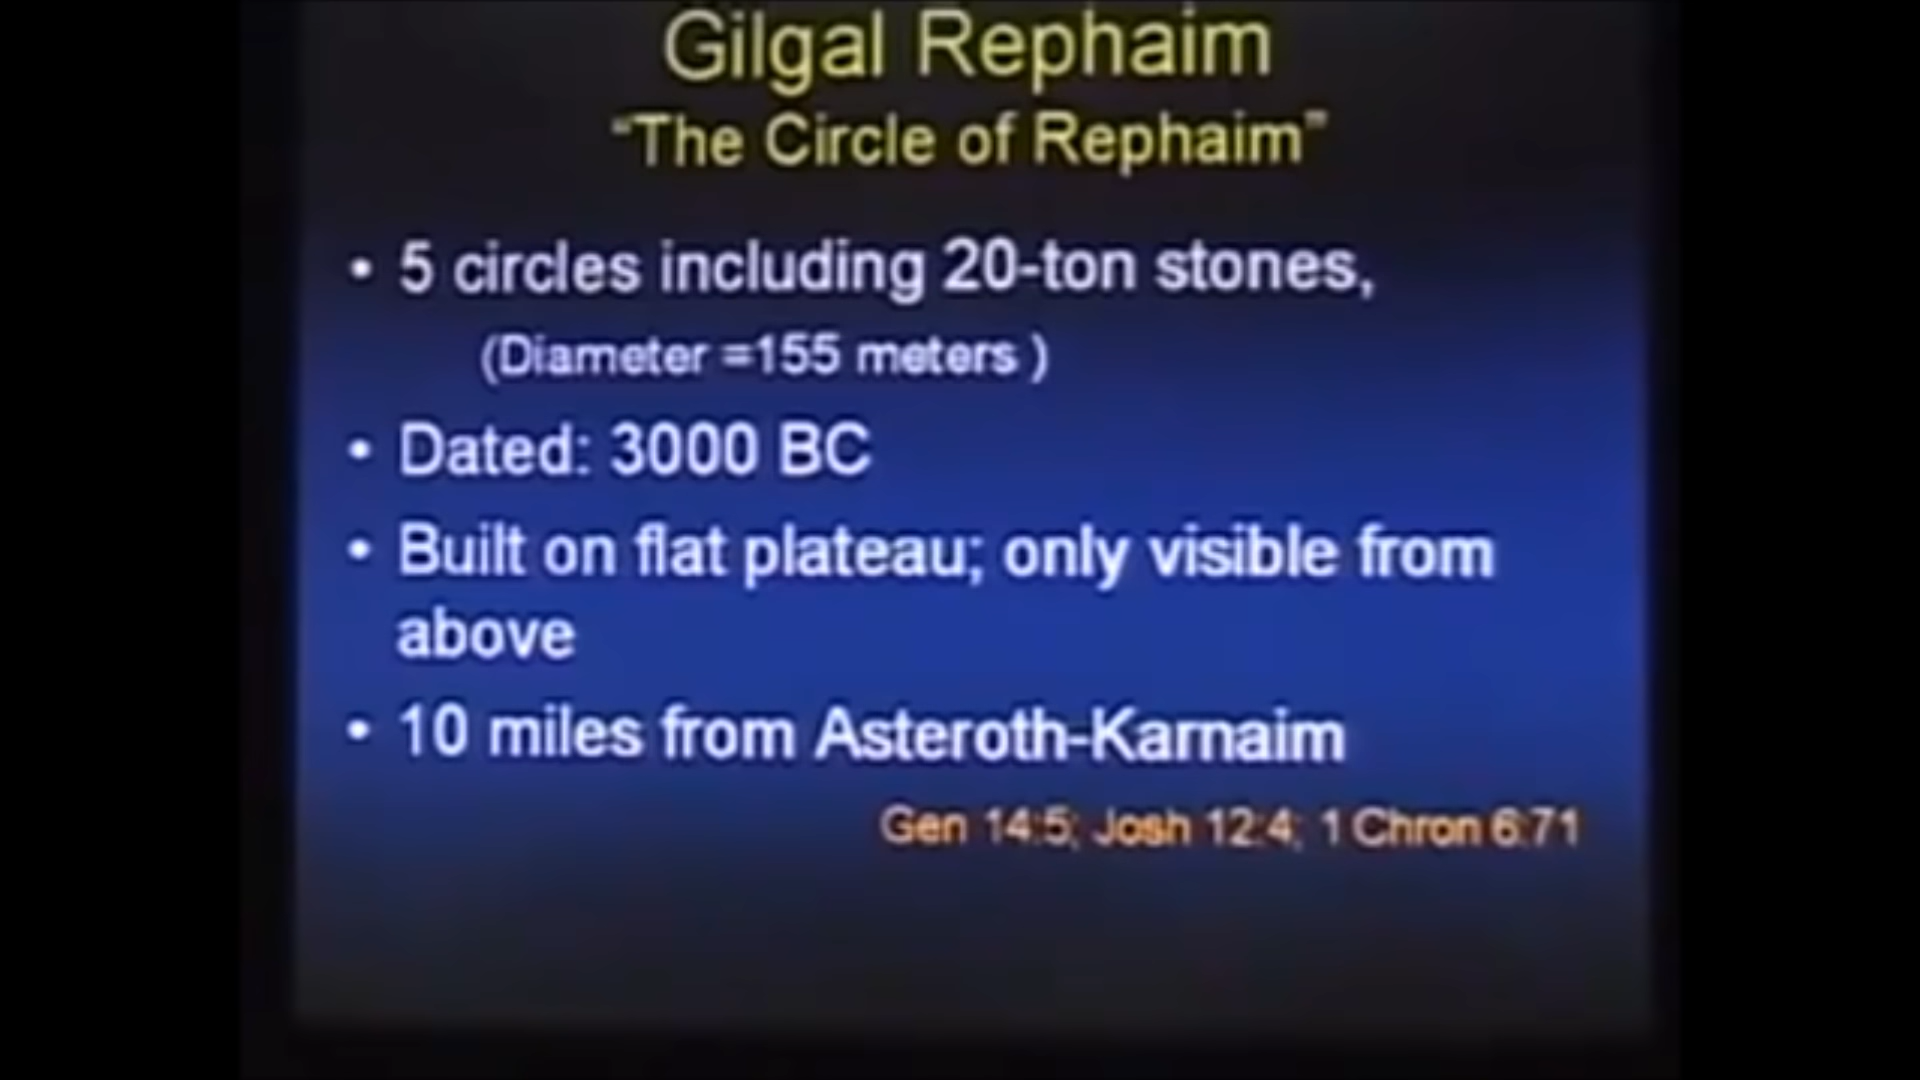 Gilgal Rephaim
"The Circle of Rephaim"
• 5 circles including 20-ton stones,
(Diameter =155 meters )
• Dated: 3000 BC
• Built on flat plateau; only visible from
above
• 10 miles from Asteroth-Karnaim
Gen 14:5; Josh 12:4; 1 Chron 6:71